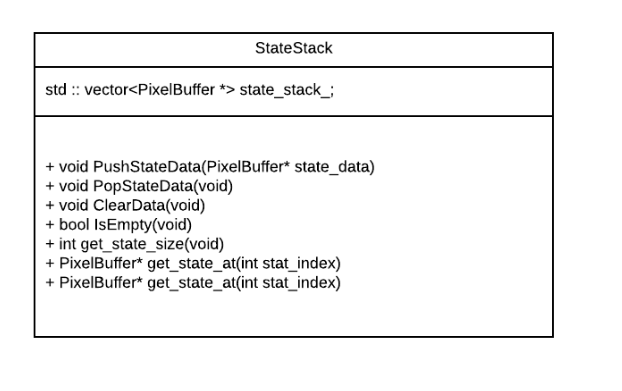 StateStack
std :: vector<PixelBuffer *> state_stack_;
+ void PushStateData(PixelBuffer* state_data)
+ void PopStateData(void)
+ void ClearData(void)
+ bool IsEmpty(void)
+ int get_state_size(void)
+ PixelBuffer* get_state_at(int stat_index)
+ PixelBuffer* get_state_at(int stat_index)